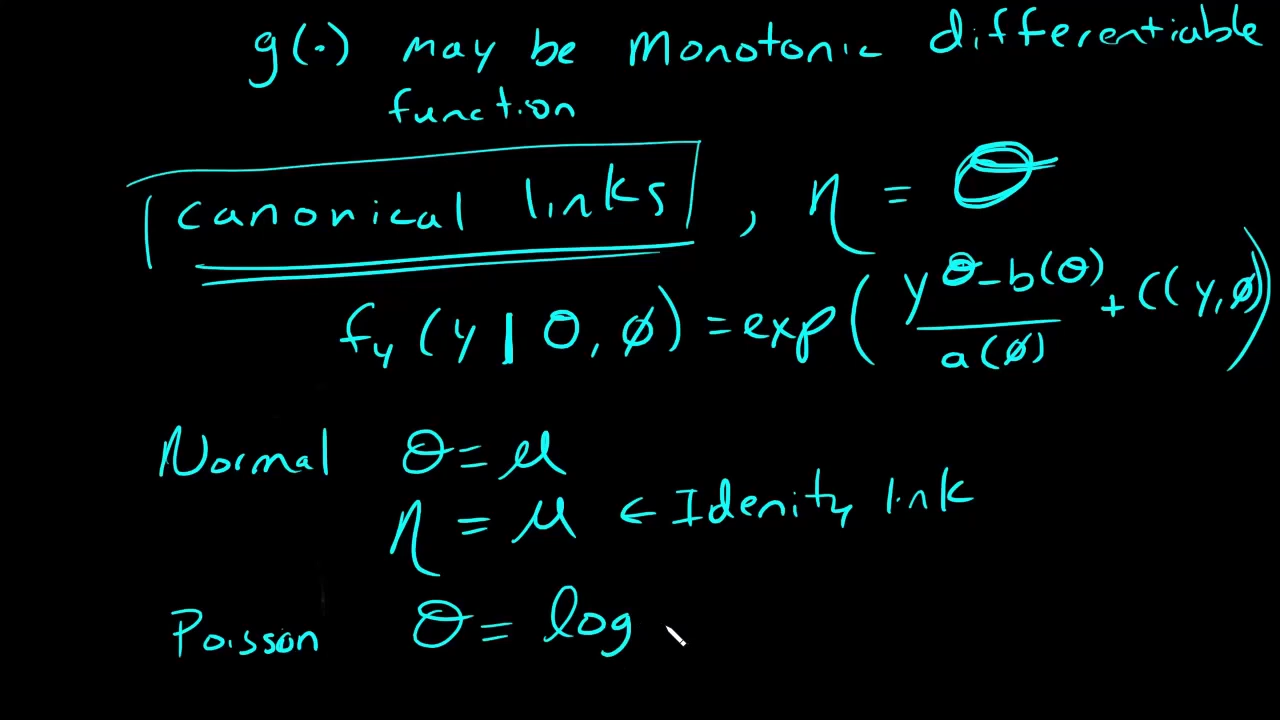 g(·) may be monotonic differentiable
function
canonical links , η = θ
f_y (y | θ, φ) = exp( (yθ - b(θ))/a(φ) + c(y, φ) )
Normal θ = μ
η = μ ← Idenity link
Poisson θ = log